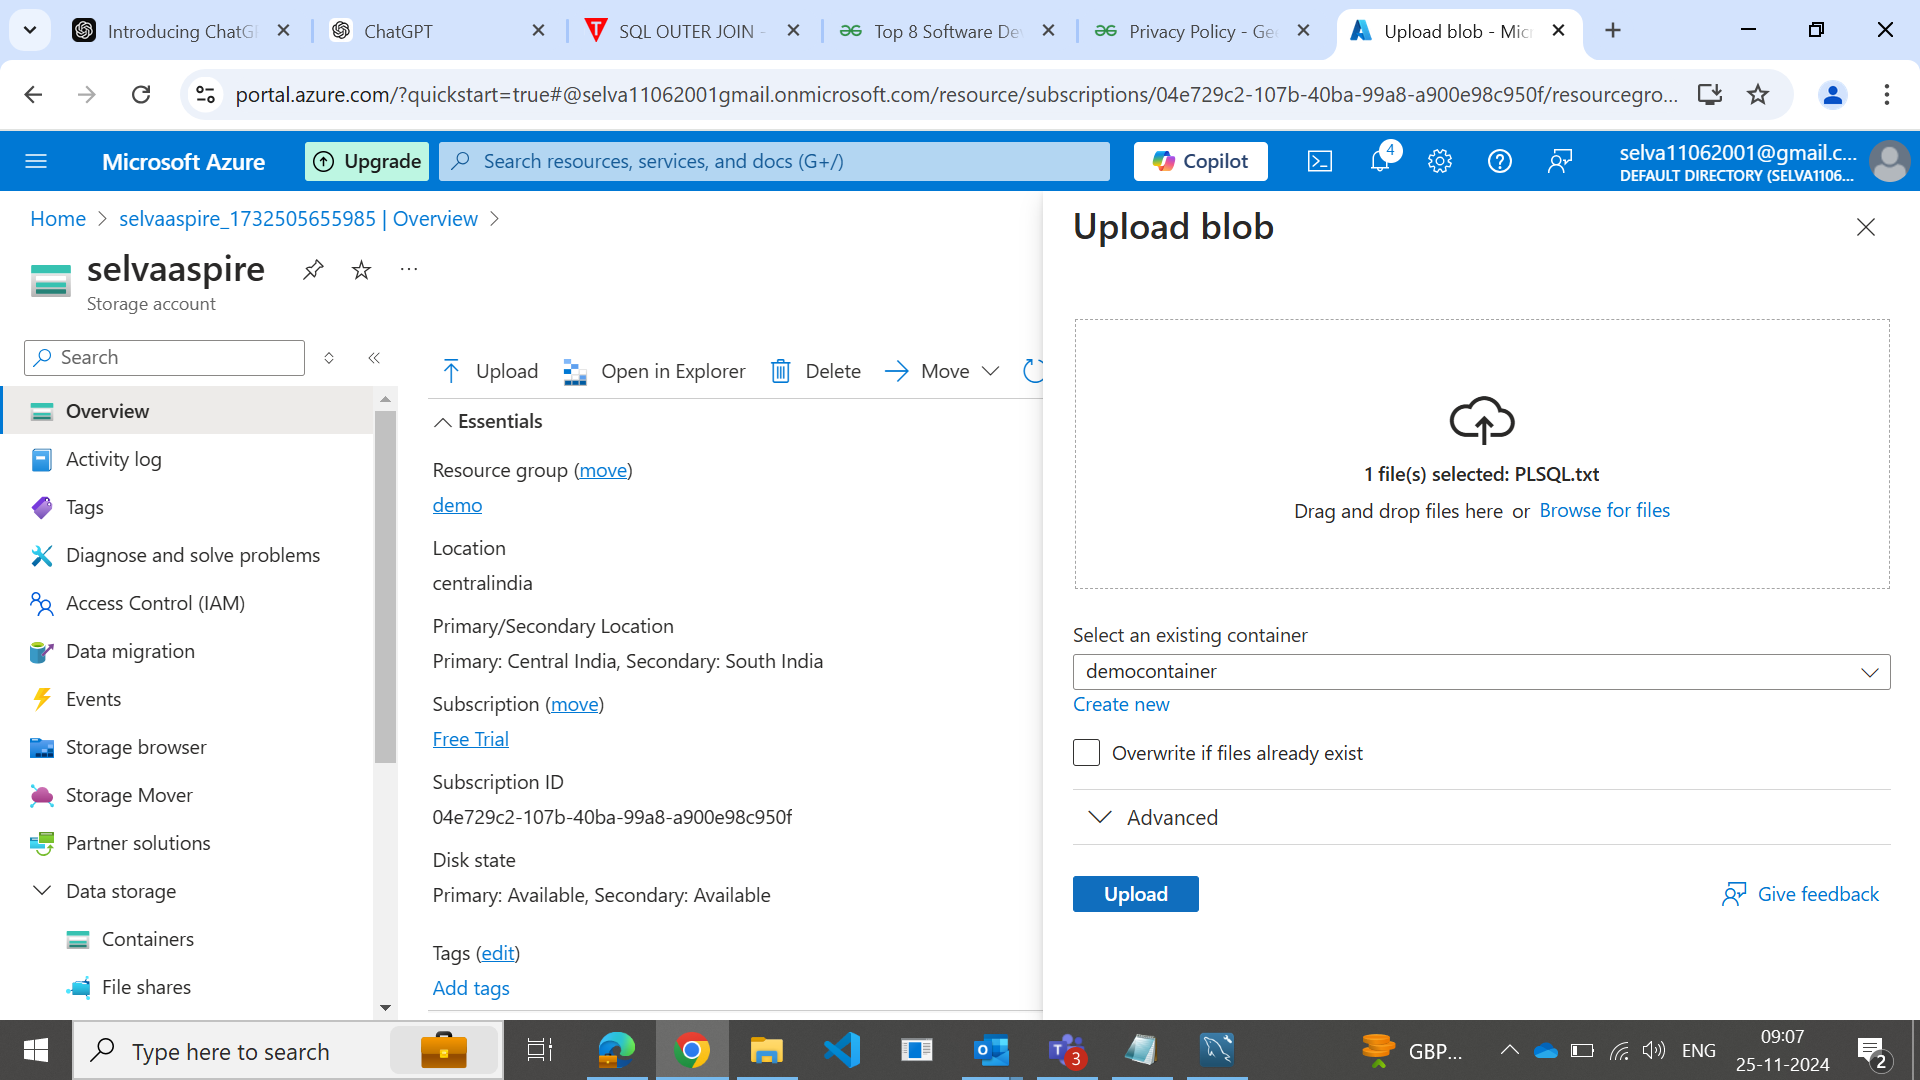 Introducing ChatG
ChatGPT
SQL OUTER JOIN -
Top 8 Software De
Privacy Policy - Ge
Upload blob - Micr
portal.azure.com/?quickstart=true#@selva11062001gmail.onmicrosoft.com/resource/subscriptions/04e729c2-107b-40ba-99a8-a900e98c950f/resourcegro...
Microsoft Azure
Upgrade
Search resources, services, and docs (G+/)
Copilot
4
selva11062001@gmail.c...
DEFAULT DIRECTORY (SELVA1106...
Home > selvaaspire_1732505655985 | Overview >
selvaaspire
Storage account
Search
Overview
Activity log
Tags
Diagnose and solve problems
Access Control (IAM)
Data migration
Events
Storage browser
Storage Mover
Partner solutions
Data storage
Containers
File shares
Upload
Open in Explorer
Delete
Move
Essentials
Resource group (move)
demo
Location
centralindia
Primary/Secondary Location
Primary: Central India, Secondary: South India
Subscription (move)
Free Trial
Subscription ID
04e729c2-107b-40ba-99a8-a900e98c950f
Disk state
Primary: Available, Secondary: Available
Tags (edit)
Add tags
Upload blob
1 file(s) selected: PLSQL.txt
Drag and drop files here or Browse for files
Select an existing container
democontainer
Create new
Overwrite if files already exist
Advanced
Upload
Give feedback
Type here to search
3
GBP...
ENG
09:07
25-11-2024
2